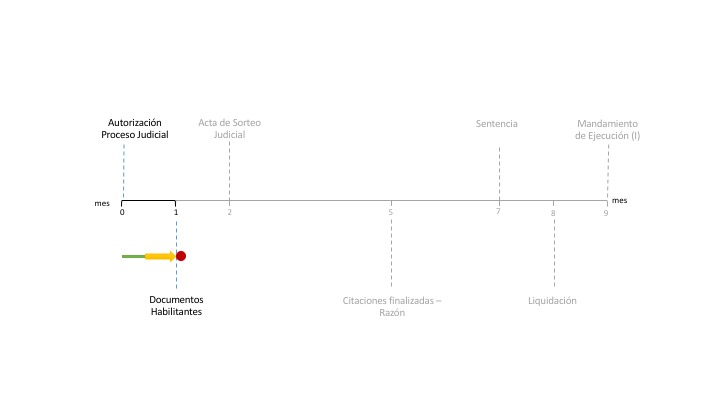 Autorización
Proceso Judicial
Acta de Sorteo
Judicial
Sentencia
Mandamiento
de Ejecución (I)
mes
mes
0
1
2
5
7
8
9
Documentos
Habilitantes
Citaciones finalizadas –
Razón
Liquidación